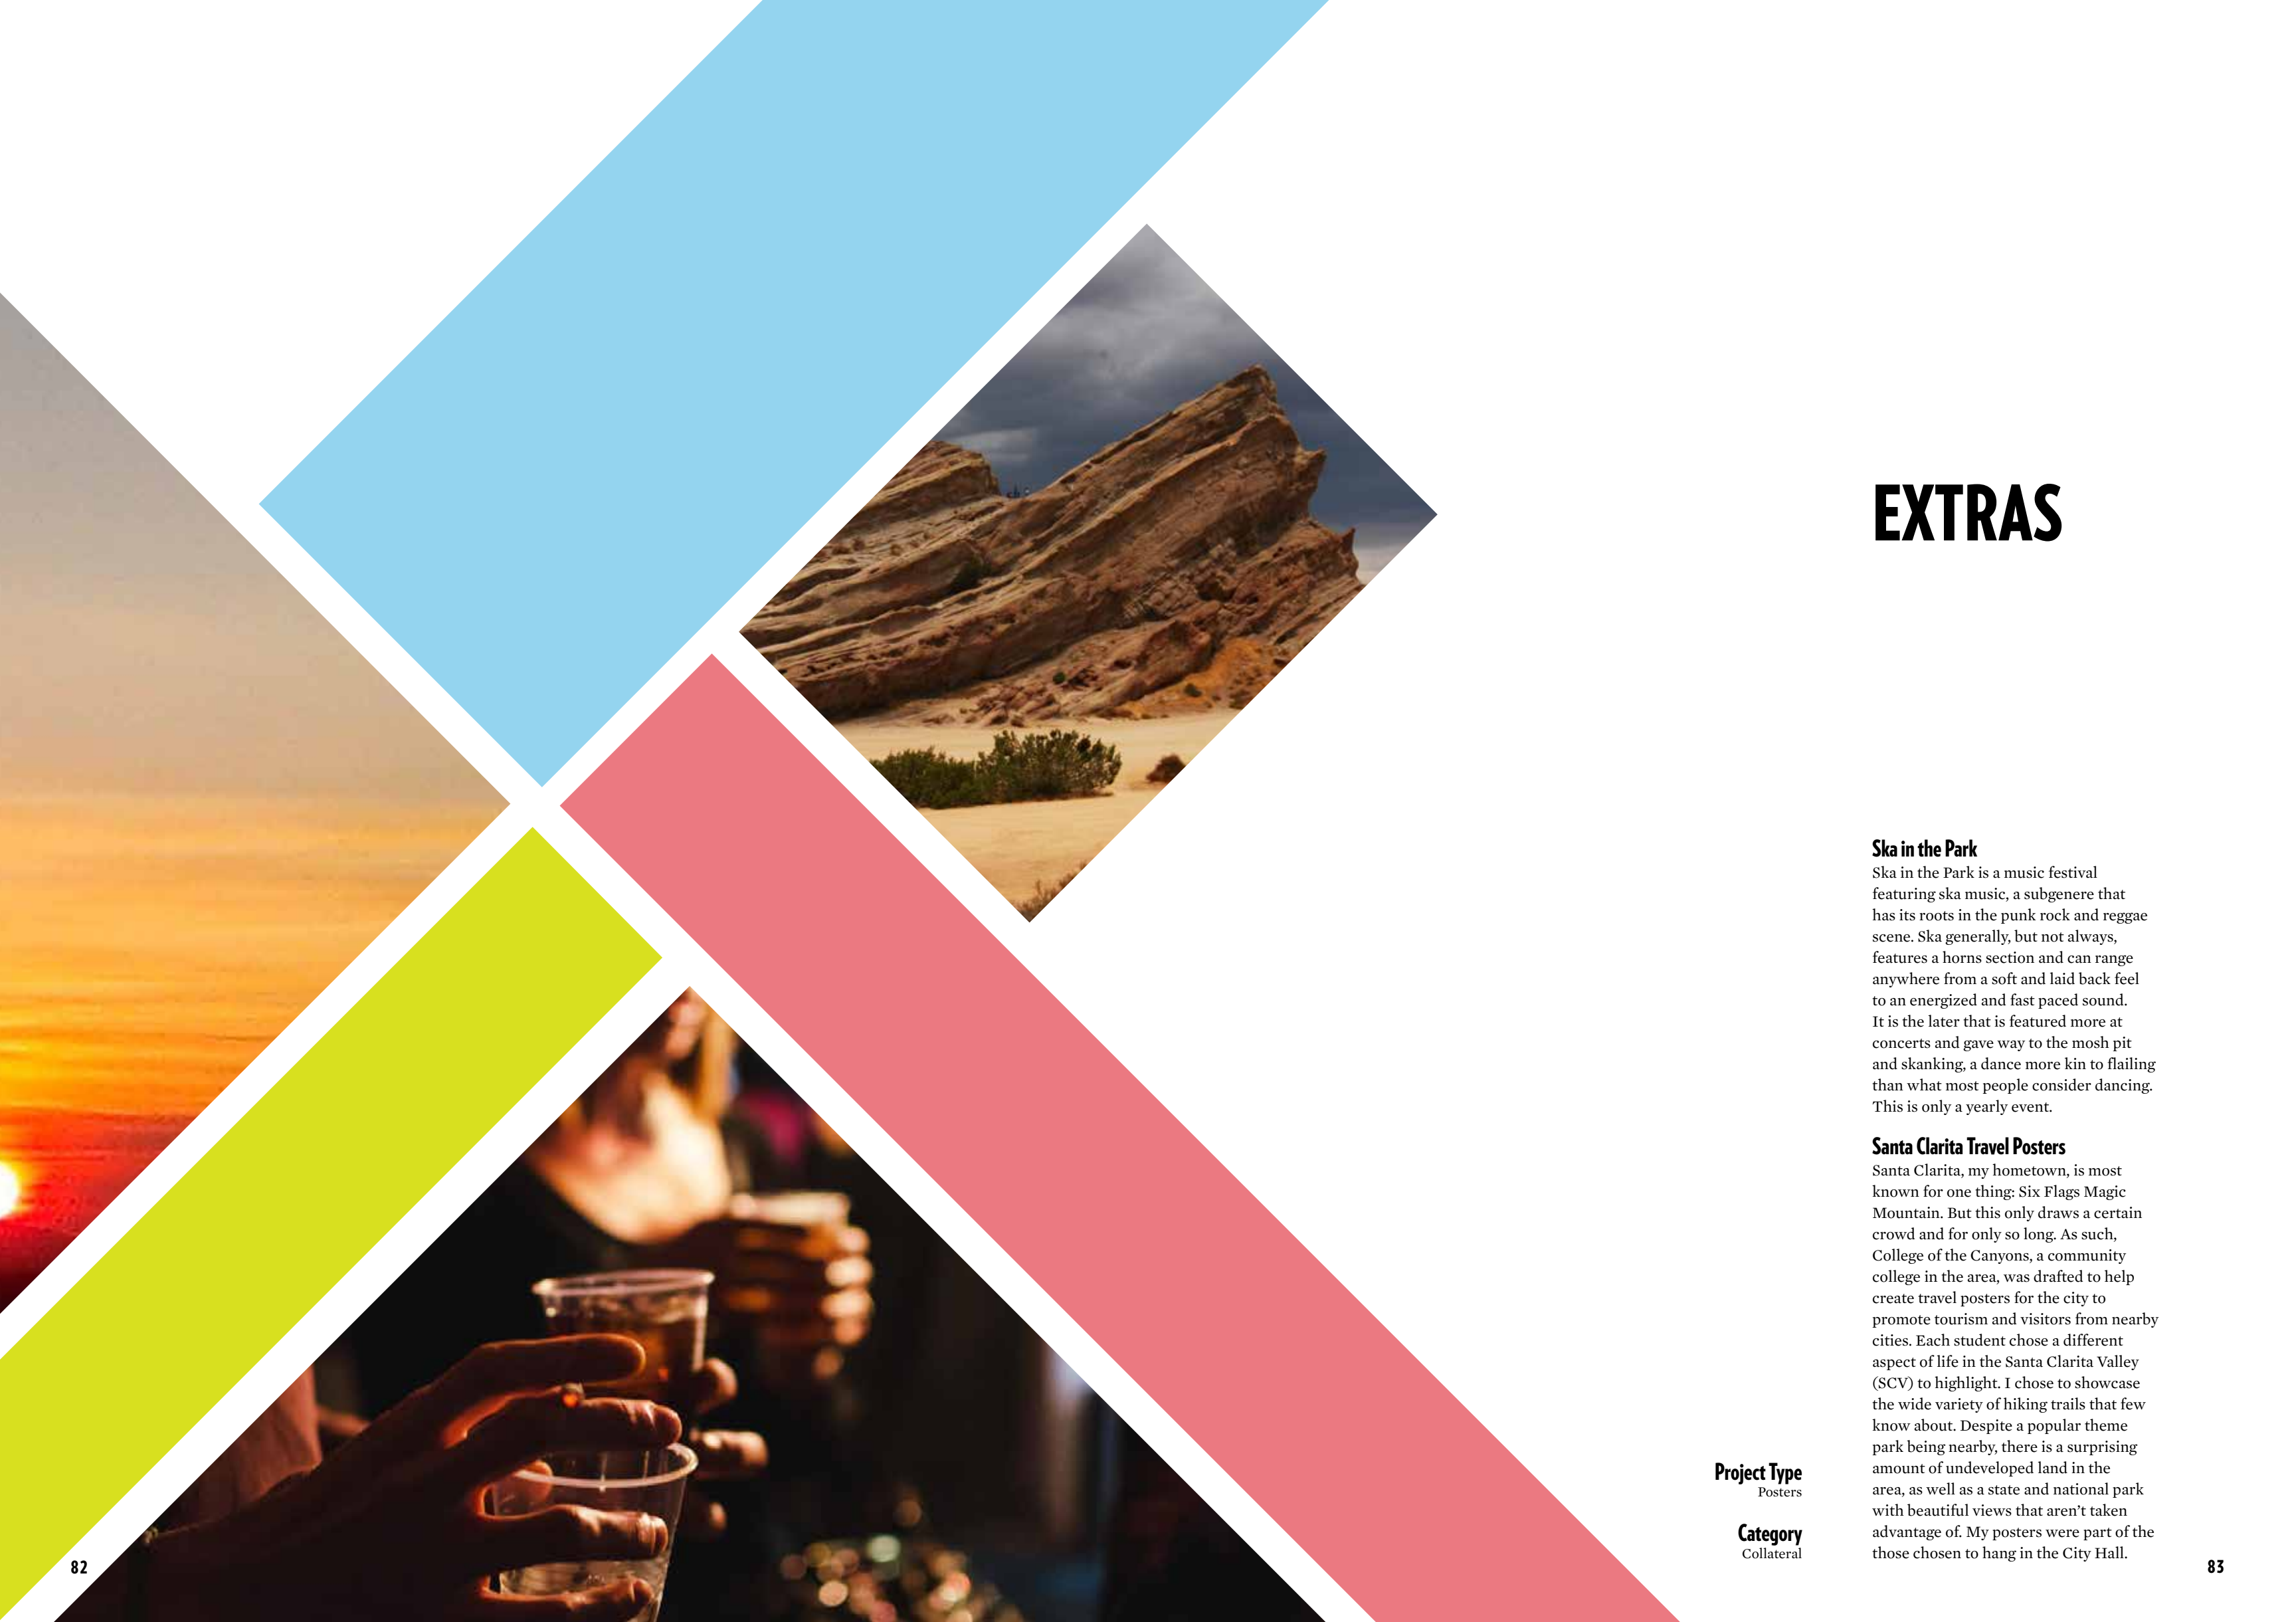 EXTRAS
Ska in the Park
Ska in the Park is a music festival
featuring ska music, a subgenere that
has its roots in the punk rock and reggae
scene. Ska generally, but not always,
features a horns section and can range
anywhere from a soft and laid back feel
to an energized and fast paced sound.
It is the later that is featured more at
concerts and gave way to the mosh pit
and skanking, a dance more kin to flailing
than what most people consider dancing.
This is only a yearly event.
Santa Clarita Travel Posters
Santa Clarita, my hometown, is most
known for one thing: Six Flags Magic
Mountain. But this only draws a certain
crowd and for only so long. As such,
College of the Canyons, a community
college in the area, was drafted to help
create travel posters for the city to
promote tourism and visitors from nearby
cities. Each student chose a different
aspect of life in the Santa Clarita Valley
(SCV) to highlight. I chose to showcase
the wide variety of hiking trails that few
know about. Despite a popular theme
park being nearby, there is a surprising
amount of undeveloped land in the
area, as well as a state and national park
with beautiful views that aren’t taken
advantage of. My posters were part of the
those chosen to hang in the City Hall.
Project Type
Posters
Category
Collateral
82
83